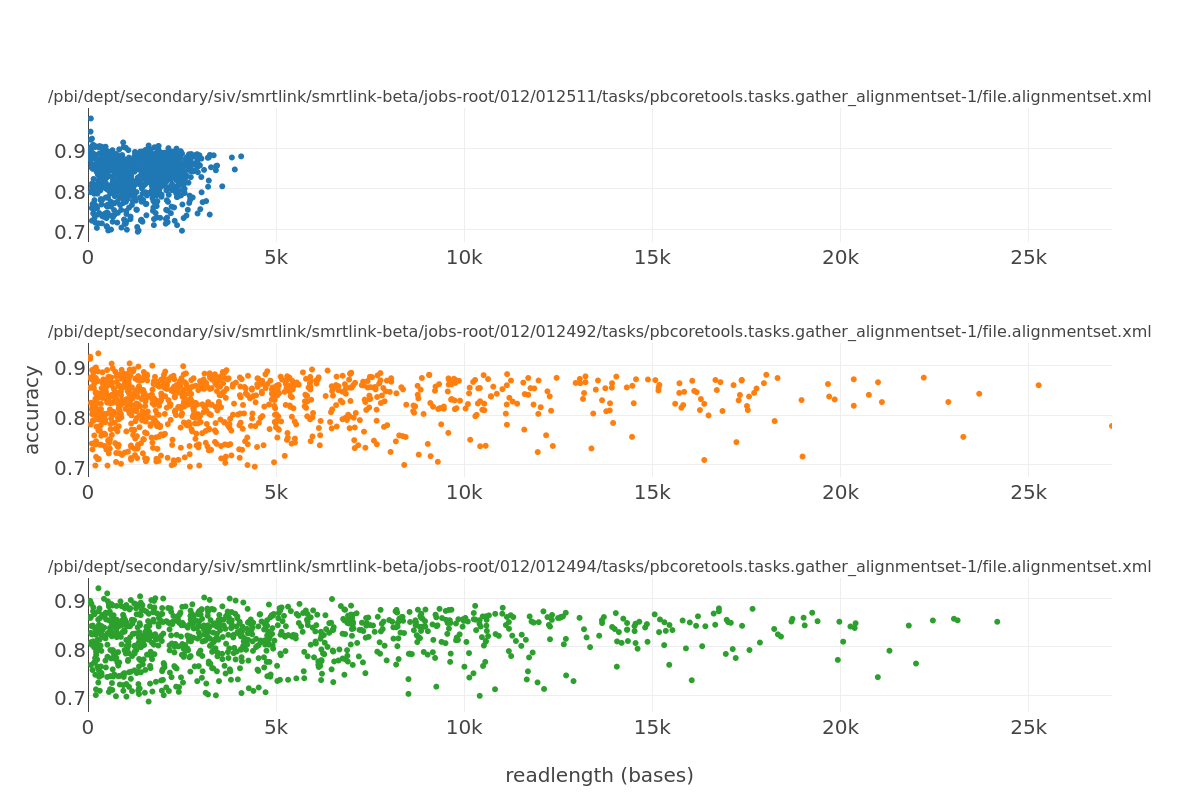 /pbi/dept/secondary/siv/smrtlink/smrtlink-beta/jobs-root/012/012511/tasks/pbcoretools.tasks.gather_alignmentset-1/file.alignmentset.xml
0.9
0.8
0.7
0 5k 10k 15k 20k 25k
/pbi/dept/secondary/siv/smrtlink/smrtlink-beta/jobs-root/012/012492/tasks/pbcoretools.tasks.gather_alignmentset-1/file.alignmentset.xml
accuracy
0.9
0.8
0.7
0 5k 10k 15k 20k 25k
/pbi/dept/secondary/siv/smrtlink/smrtlink-beta/jobs-root/012/012494/tasks/pbcoretools.tasks.gather_alignmentset-1/file.alignmentset.xml
0.9
0.8
0.7
0 5k 10k 15k 20k 25k
readlength (bases)